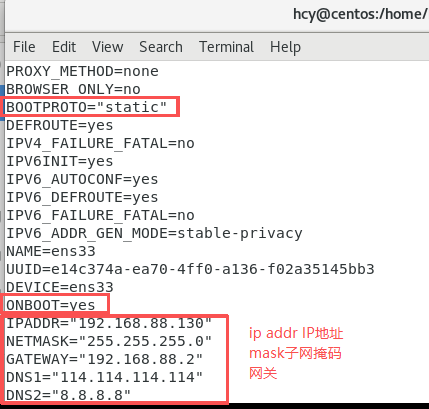 hcy@centos:/home/
File Edit View Search Terminal Help
PROXY_METHOD=none
BROWSER_ONLY=no
BOOTPROTO="static"
DEFROUTE=yes
IPV4_FAILURE_FATAL=no
IPV6INIT=yes
IPV6_AUTOCONF=yes
IPV6_DEFROUTE=yes
IPV6_FAILURE_FATAL=no
IPV6_ADDR_GEN_MODE=stable-privacy
NAME=ens33
UUID=e14c374a-ea70-4ff0-a136-f02a35145bb3
DEVICE=ens33
ONBOOT=yes
IPADDR="192.168.88.130" ip addr IP地址
NETMASK="255.255.255.0" mask子网掩码
GATEWAY="192.168.88.2" 网关
DNS1="114.114.114.114"
DNS2="8.8.8.8"